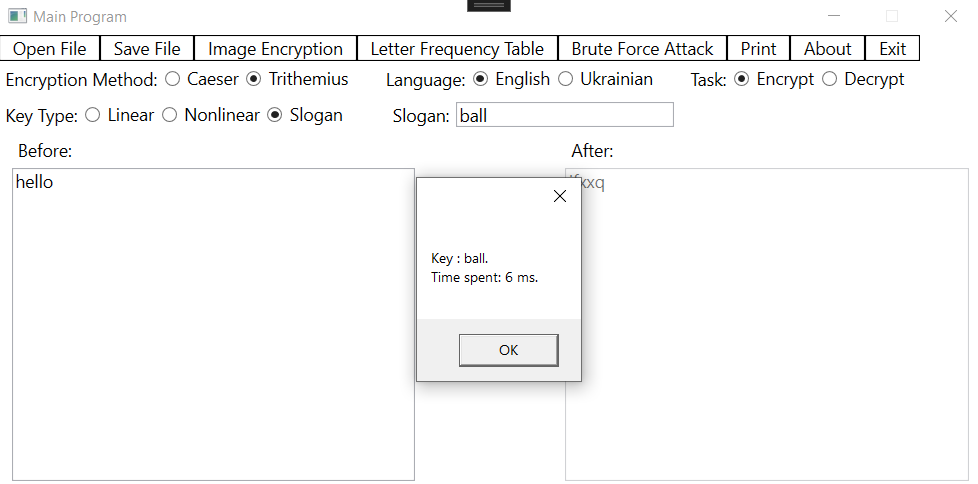 Main Program
Open File Save File Image Encryption Letter Frequency Table Brute Force Attack Print About Exit
Encryption Method: Caeser Trithemius Language: English Ukrainian Task: Encrypt Decrypt
Key Type: Linear Nonlinear Slogan Slogan: ball
Before: After:
hello
Key : ball.
Time spent: 6 ms.
OK